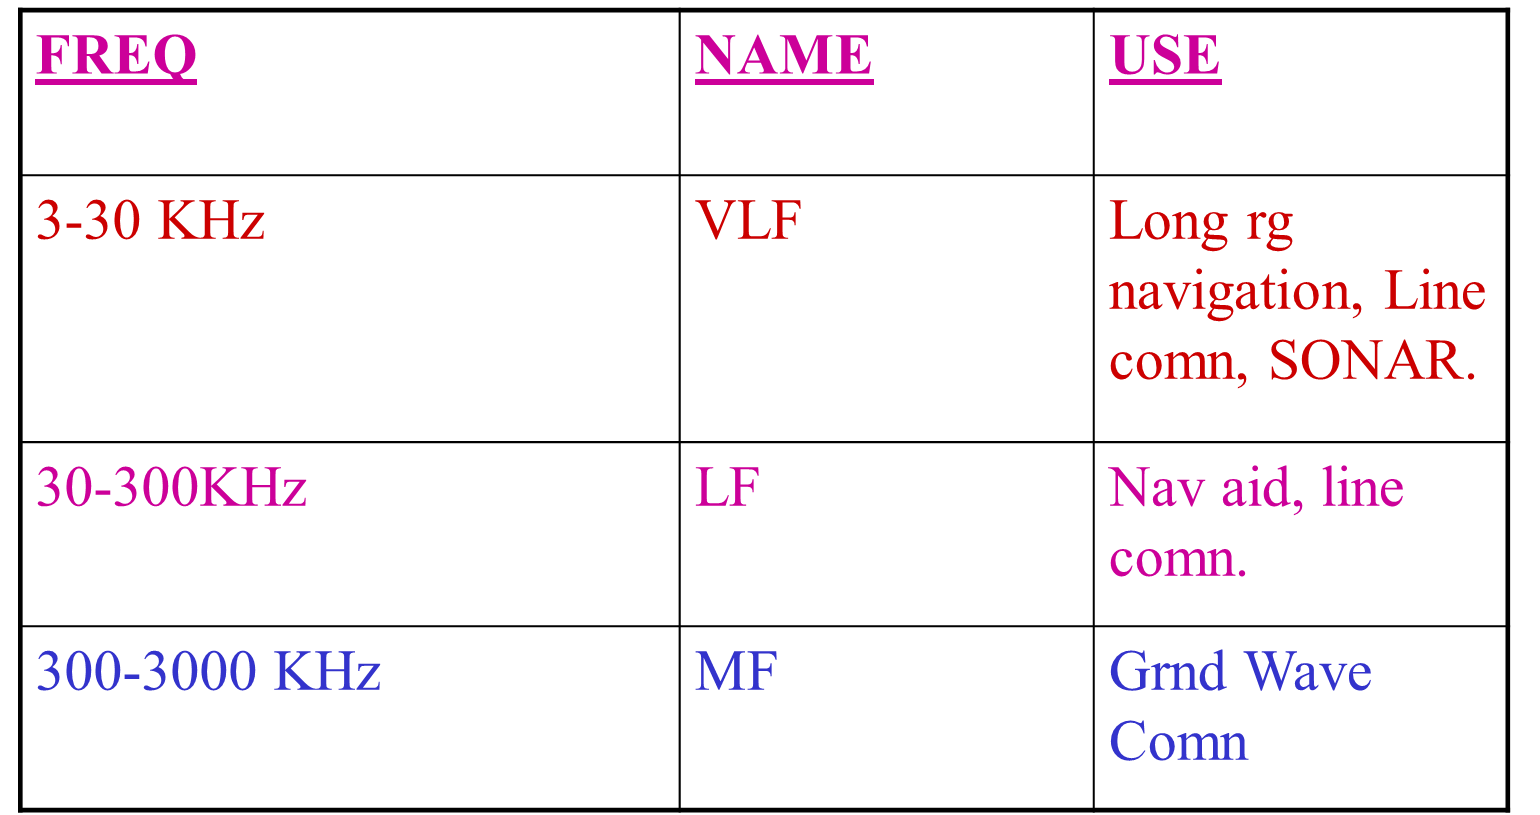 FREQ NAME USE
3-30 KHz VLF Long rg
navigation, Line
comn, SONAR.
30-300KHz LF Nav aid, line
comn.
300-3000 KHz MF Grnd Wave
Comn